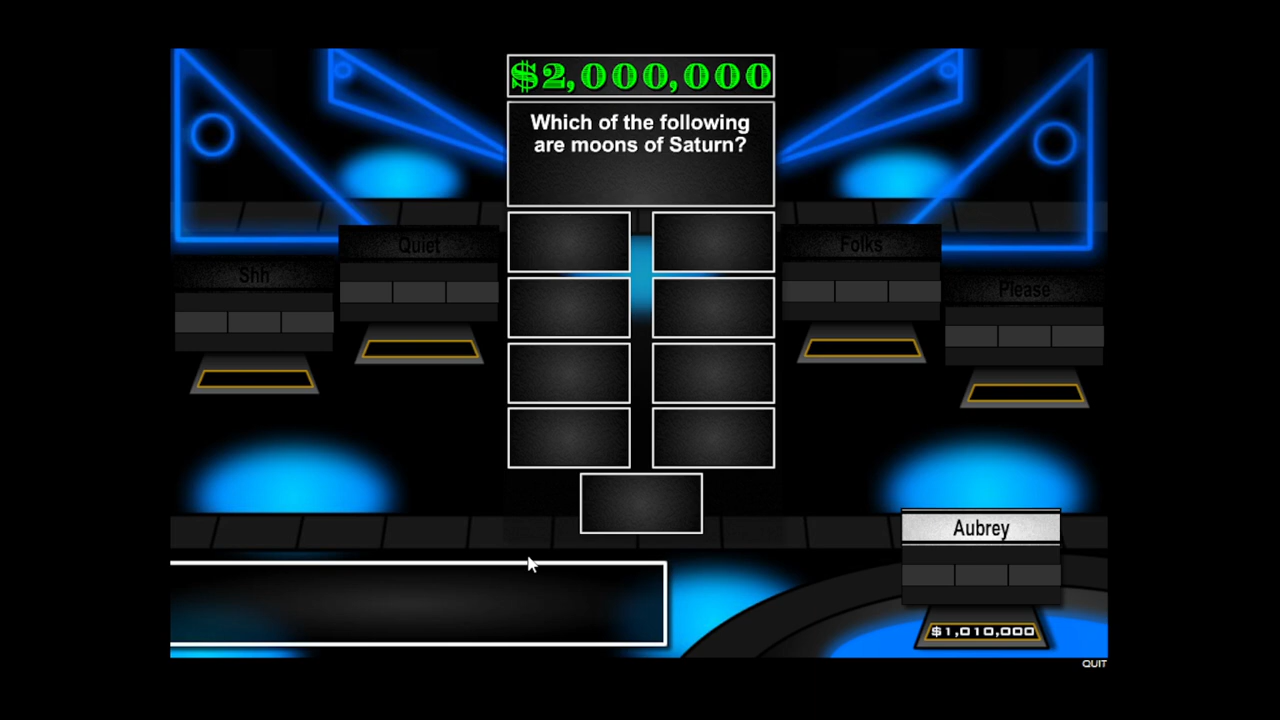 $2,000,000
Which of the following
are moons of Saturn?
Quiet
Folks
Shh
Please
Aubrey
$1,010,000
QUIT